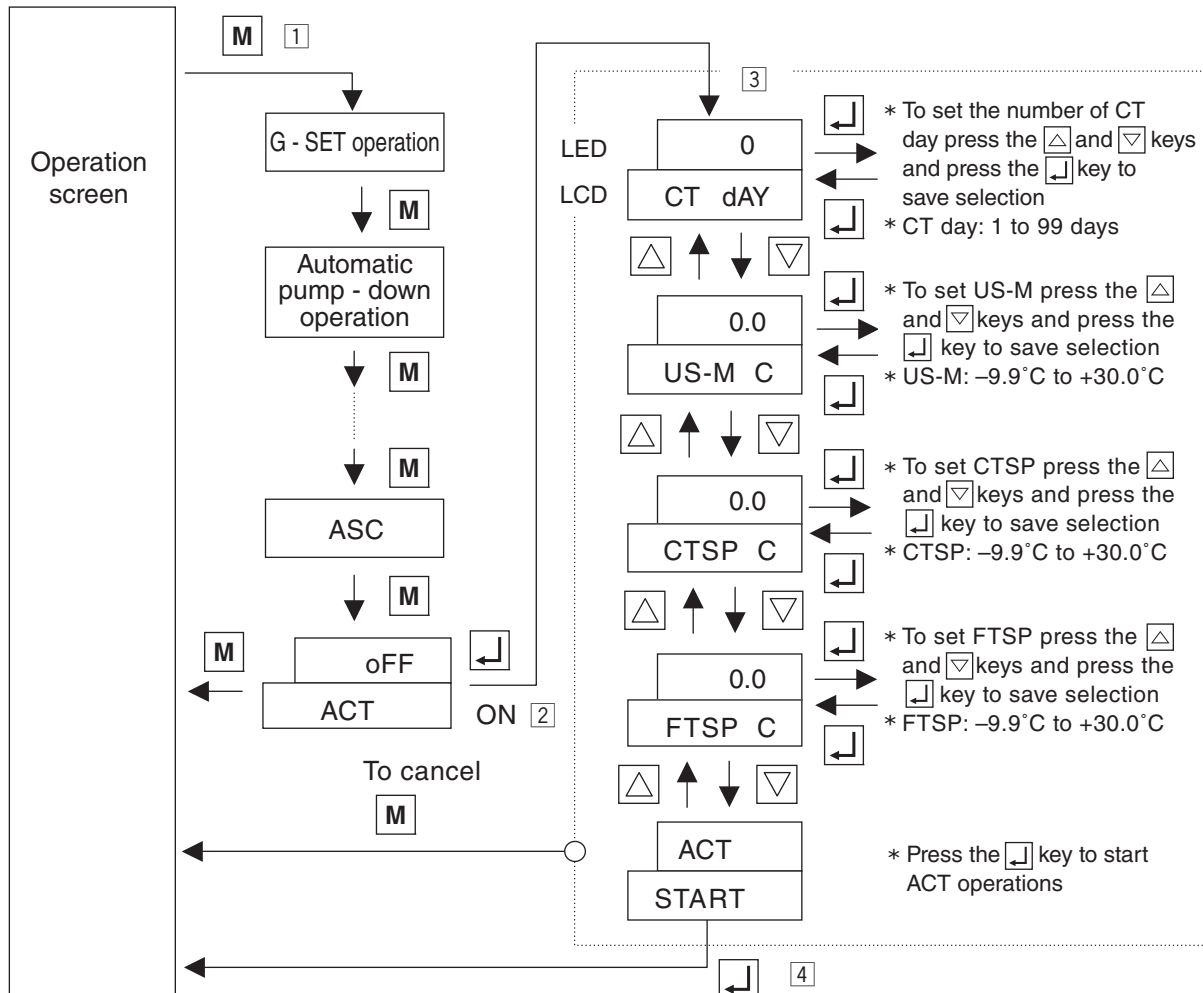 M 1
Operation
screen
G - SET operation
M
Automatic
pump - down
operation
M
M
ASC
M
M
oFF
ACT
↵
ON 2
To cancel
M
3
LED
LCD
0
CT dAY
↵
↵
* To set the number of CT
day press the △ and ▽ keys
and press the ↵ key to
save selection
* CT day: 1 to 99 days
△ ▽
0.0
US-M C
↵
↵
* To set US-M press the △
and ▽ keys and press the
↵ key to save selection
* US-M: –9.9˚C to +30.0˚C
△ ▽
0.0
CTSP C
↵
↵
* To set CTSP press the △
and ▽ keys and press the
↵ key to save selection
* CTSP: –9.9˚C to +30.0˚C
△ ▽
0.0
FTSP C
↵
↵
* To set FTSP press the △
and ▽ keys and press the
↵ key to save selection
* FTSP: –9.9˚C to +30.0˚C
△ ▽
ACT
START
* Press the ↵ key to start
ACT operations
↵ 4